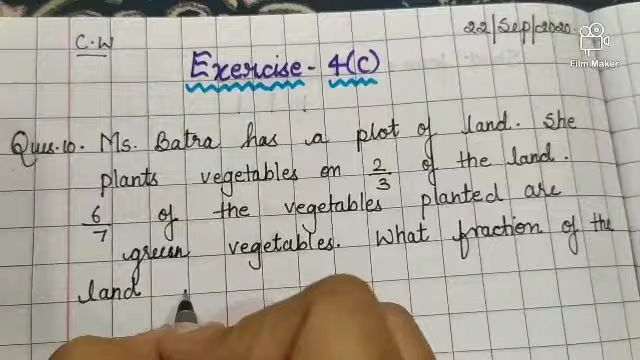 C.W
22/Sep/2020
Film Maker
Exercise - 4(C)
Ques.10. Ms. Batra has a plot of land. She
plants vegetables on 2/3 of the land.
6/7 of the vegetables planted are
green vegetables. What fraction of the
land